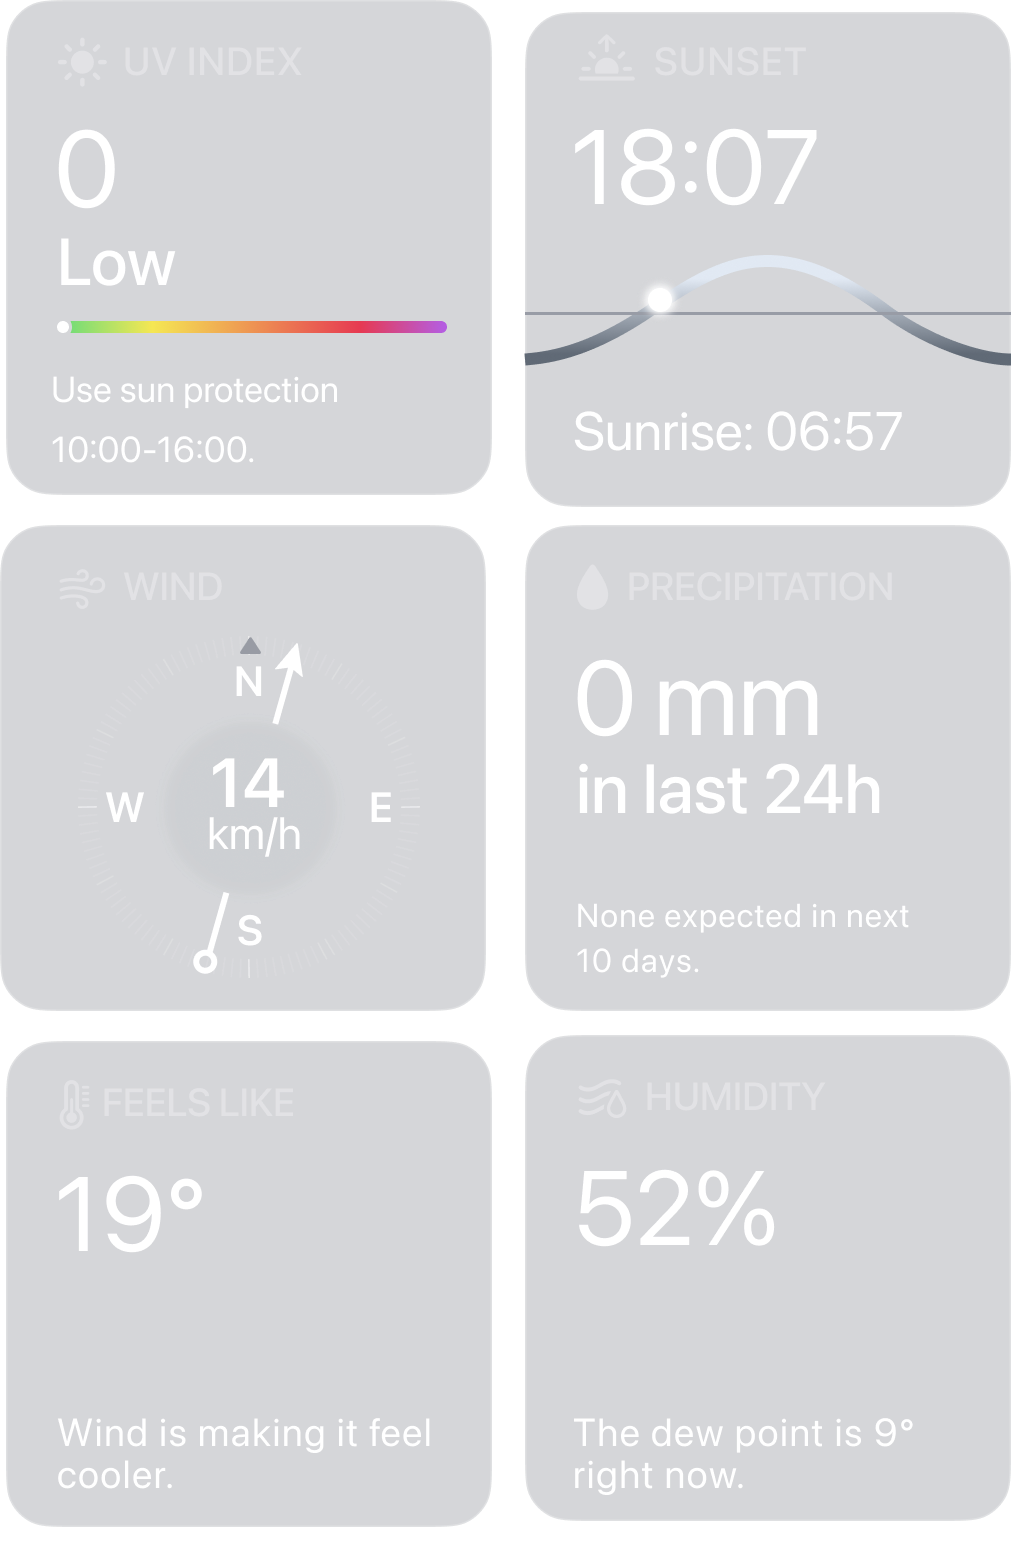 UV INDEX
0
Low
Use sun protection
10:00-16:00.
SUNSET
18:07
Sunrise: 06:57
WIND
N
W
14
km/h
E
S
PRECIPITATION
0 mm
in last 24h
None expected in next
10 days.
FEELS LIKE
19°
Wind is making it feel
cooler.
HUMIDITY
52%
The dew point is 9°
right now.